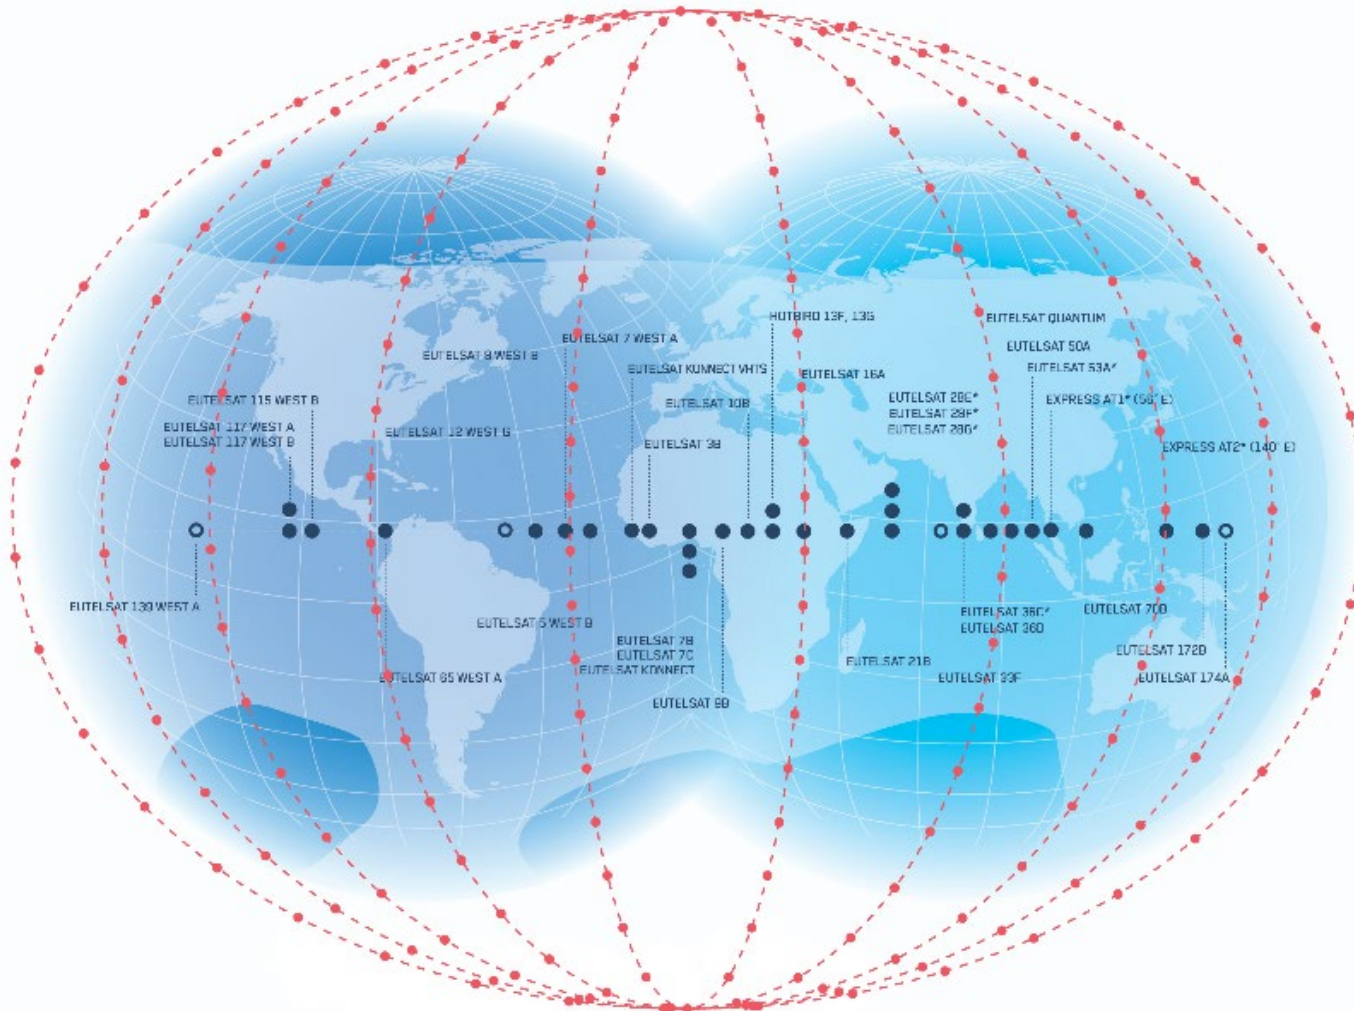 HOTBIRD 13F, 13G
EUTELSAT QUANTUM
EUTELSAT 7 WEST A
EUTELSAT 50A
EUTELSAT 8 WEST B
EUTELSAT KONNECT VHTS
EUTELSAT 16A
EUTELSAT 53A*
EUTELSAT 115 WEST B
EUTELSAT 10B
EUTELSAT 28E*
EUTELSAT 28F*
EUTELSAT 28G*
EXPRESS AT1* (56° E)
EUTELSAT 117 WEST A
EUTELSAT 117 WEST B
EUTELSAT 12 WEST G
EUTELSAT 3B
EXPRESS AT2* (140° E)
EUTELSAT 139 WEST A
EUTELSAT 5 WEST B
EUTELSAT 36C*
EUTELSAT 36D
EUTELSAT 70B
EUTELSAT 7B
EUTELSAT 7C
EUTELSAT KONNECT
EUTELSAT 21B
EUTELSAT 172B
EUTELSAT 65 WEST A
EUTELSAT 33F
EUTELSAT 174A
EUTELSAT 9B